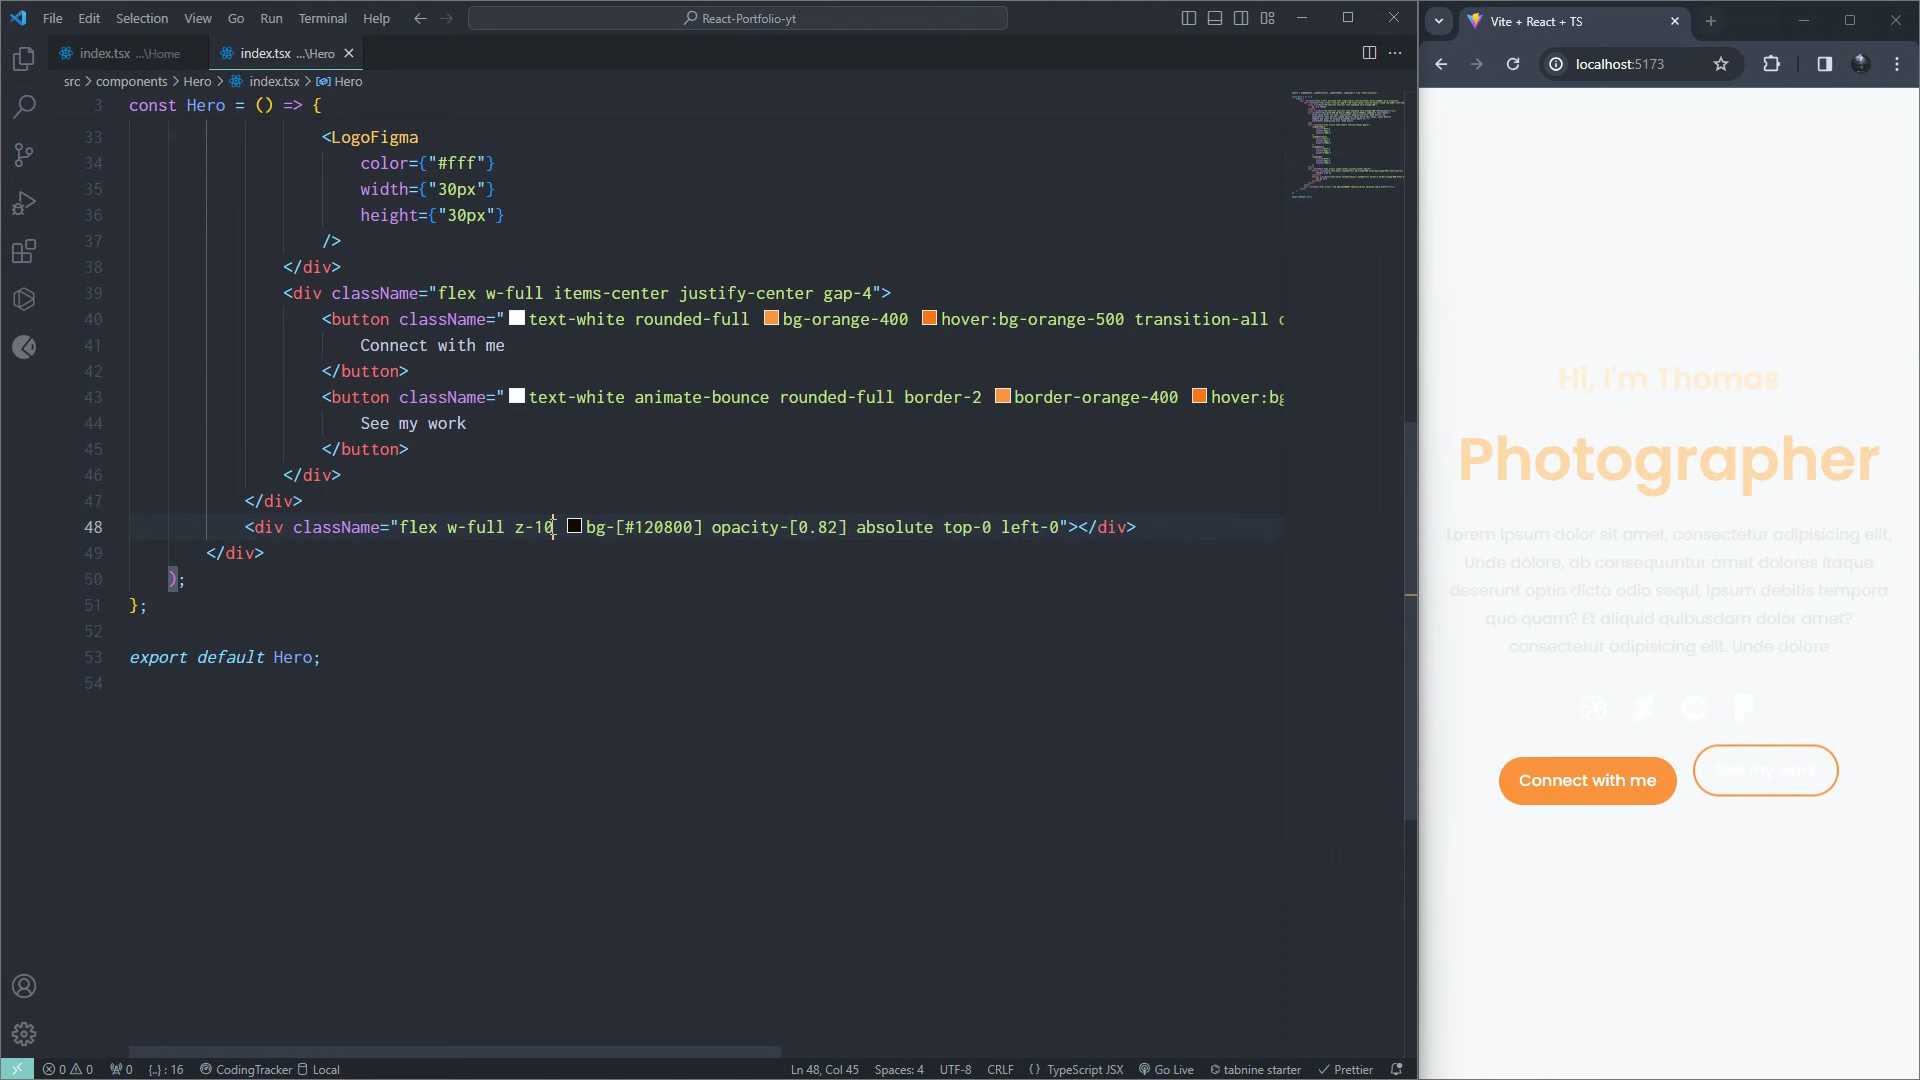 File Edit Selection View Go Run Terminal Help
React-Portfolio-yt
index.tsx ...\Home
index.tsx ...\Hero
src > components > Hero > index.tsx > Hero
3 const Hero = () => {
33 <LogoFigma
34 color={"#fff"}
35 width={"30px"}
36 height={"30px"}
37 />
38 </div>
39 <div className="flex w-full items-center justify-center gap-4">
40 <button className="text-white rounded-full bg-orange-400 hover:bg-orange-500 transition-all
41 Connect with me
42 </button>
43 <button className="text-white animate-bounce rounded-full border-2 border-orange-400 hover:bg
44 See my work
45 </button>
46 </div>
47 </div>
48 <div className="flex w-full z-10 bg-[#120800] opacity-[0.82] absolute top-0 left-0"></div>
49 </div>
50 );
51 };
52
53 export default Hero;
54
0 0 0 {..} : 16 CodingTracker Local
Ln 48, Col 45 Spaces: 4 UTF-8 CRLF {} TypeScript JSX Go Live tabnine starter Prettier
Vite + React + TS
localhost:5173
Hi, I'm Thomas
Photographer
Lorem ipsum dolor sit amet, consectetur adipisicing elit.
Unde dolore, ab consequuntur amet dolores itaque
deserunt optio dicta odio sequi, ipsum debitis tempora
quo quam? Et aliquid quibusdam dolor amet?
consectetur adipisicing elit. Unde dolore
Connect with me
See my work